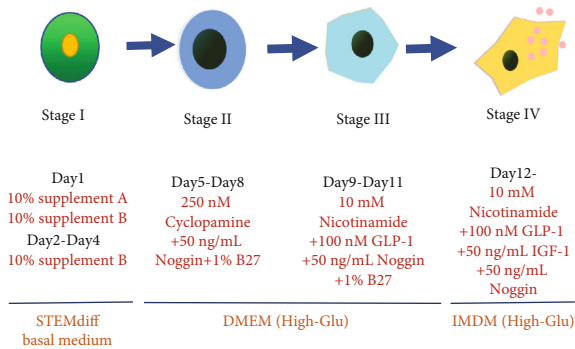 Stage I
Stage II
Stage III
Stage IV
Day1
10% supplement A
10% supplement B
Day2-Day4
10% supplement B
Day5-Day8
250 nM
Cyclopamine
+50 ng/mL
Noggin+1% B27
Day9-Day11
10 mM
Nicotinamide
+100 nM GLP-1
+50 ng/mL Noggin
+1% B27
Day12-
10 mM
Nicotinamide
+100 nM GLP-1
+50 ng/mL IGF-1
+50 ng/mL
Noggin
STEMdiff
basal medium
DMEM (High-Glu)
IMDM (High-Glu)